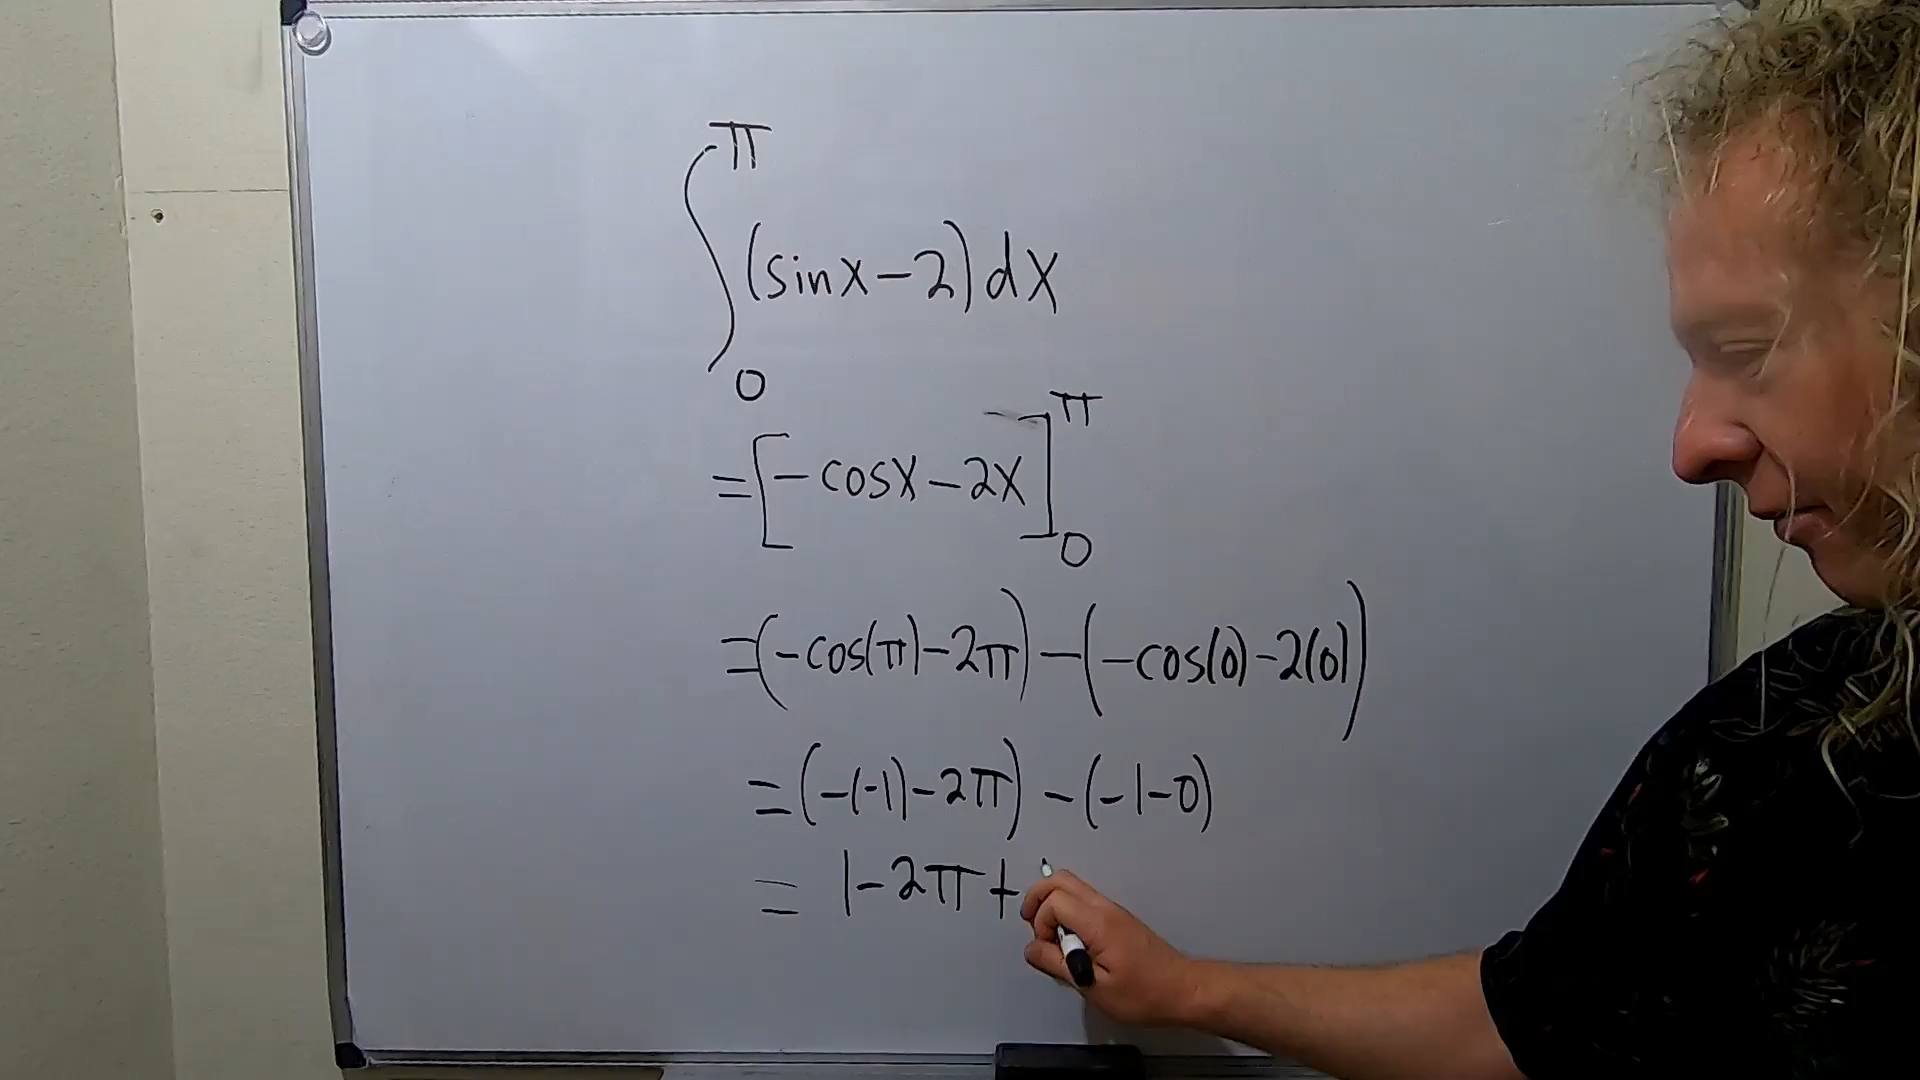 ∫₀^π (sinx-2)dx
=[-cosx-2x]₀^π
=(-cos(π)-2π)-(-cos(0)-2(0))
=(-(-1)-2π)-(-1-0)
= 1-2π+